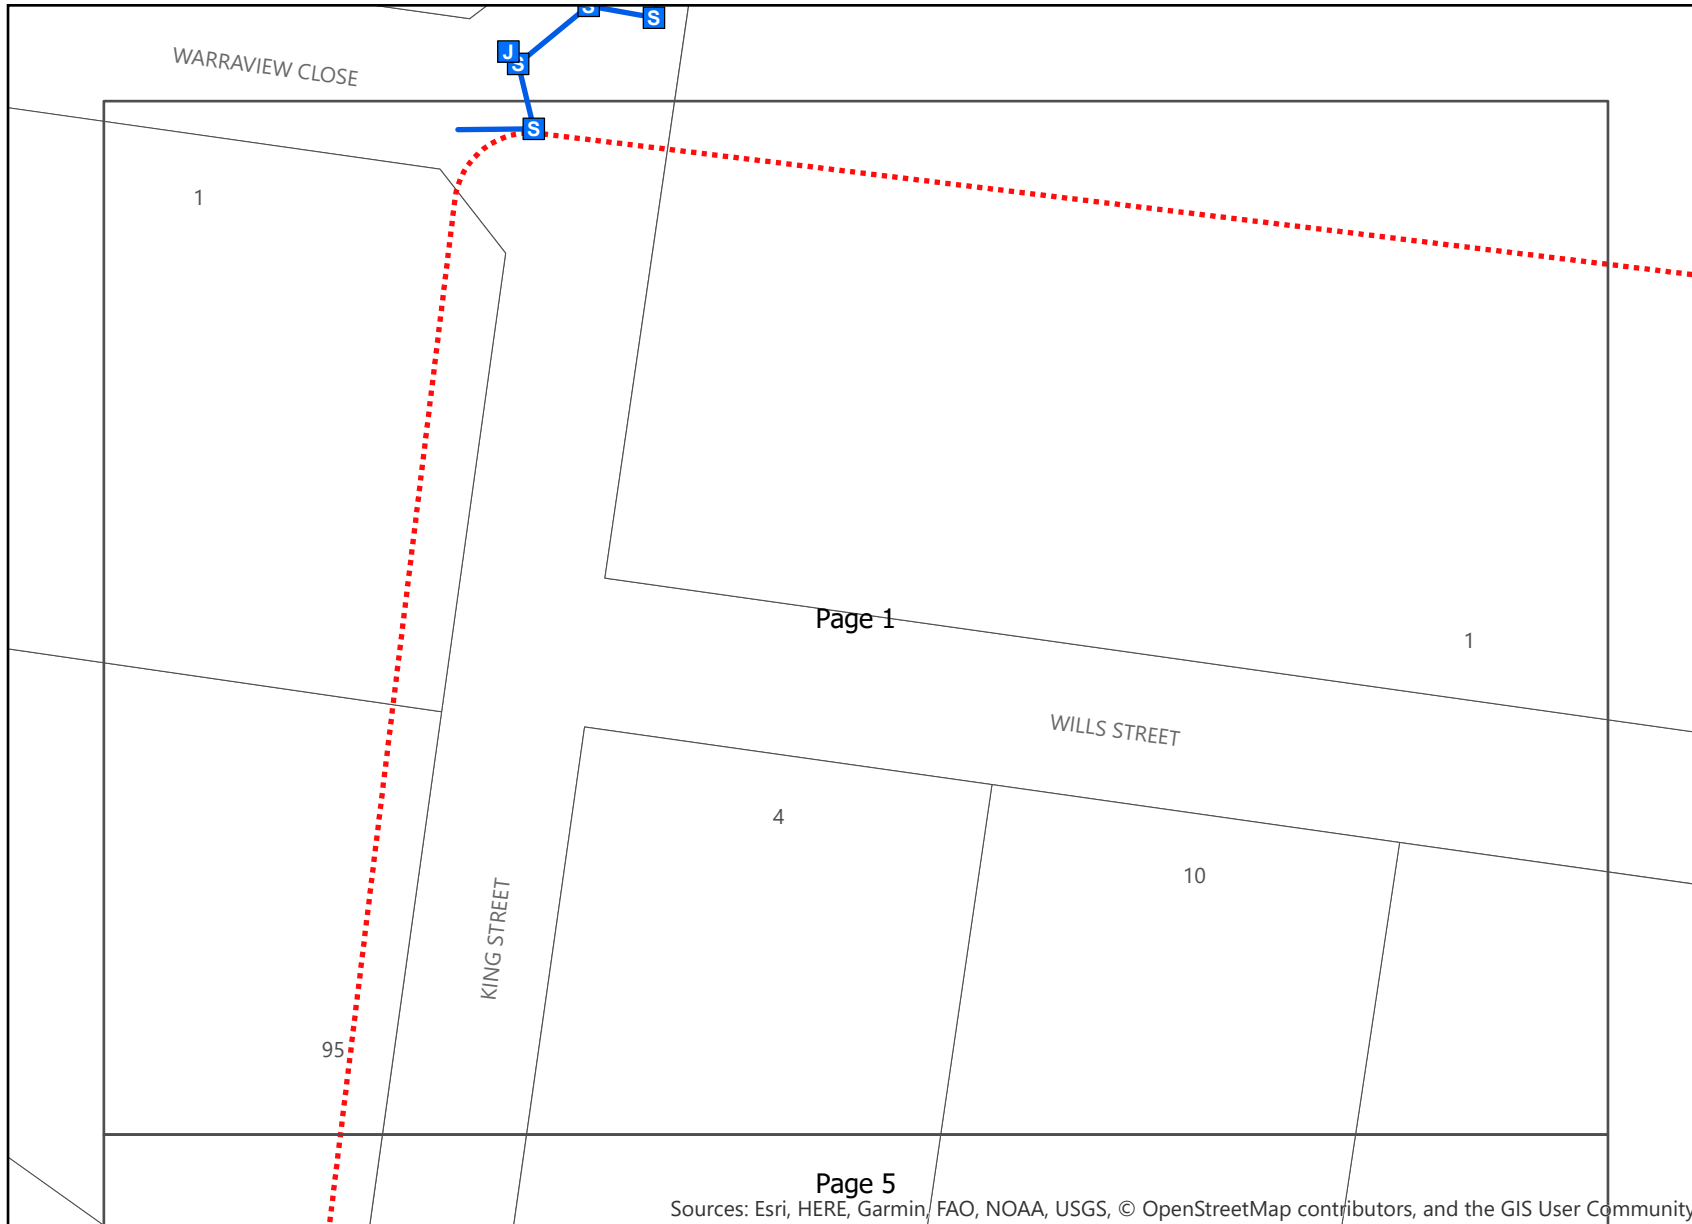 S
S
J
S
WARRAVIEW CLOSE
S
1
Page 1
1
WILLS STREET
4
10
KING STREET
95
Page 5
Sources: Esri, HERE, Garmin, FAO, NOAA, USGS, © OpenStreetMap contributors, and the GIS User Community